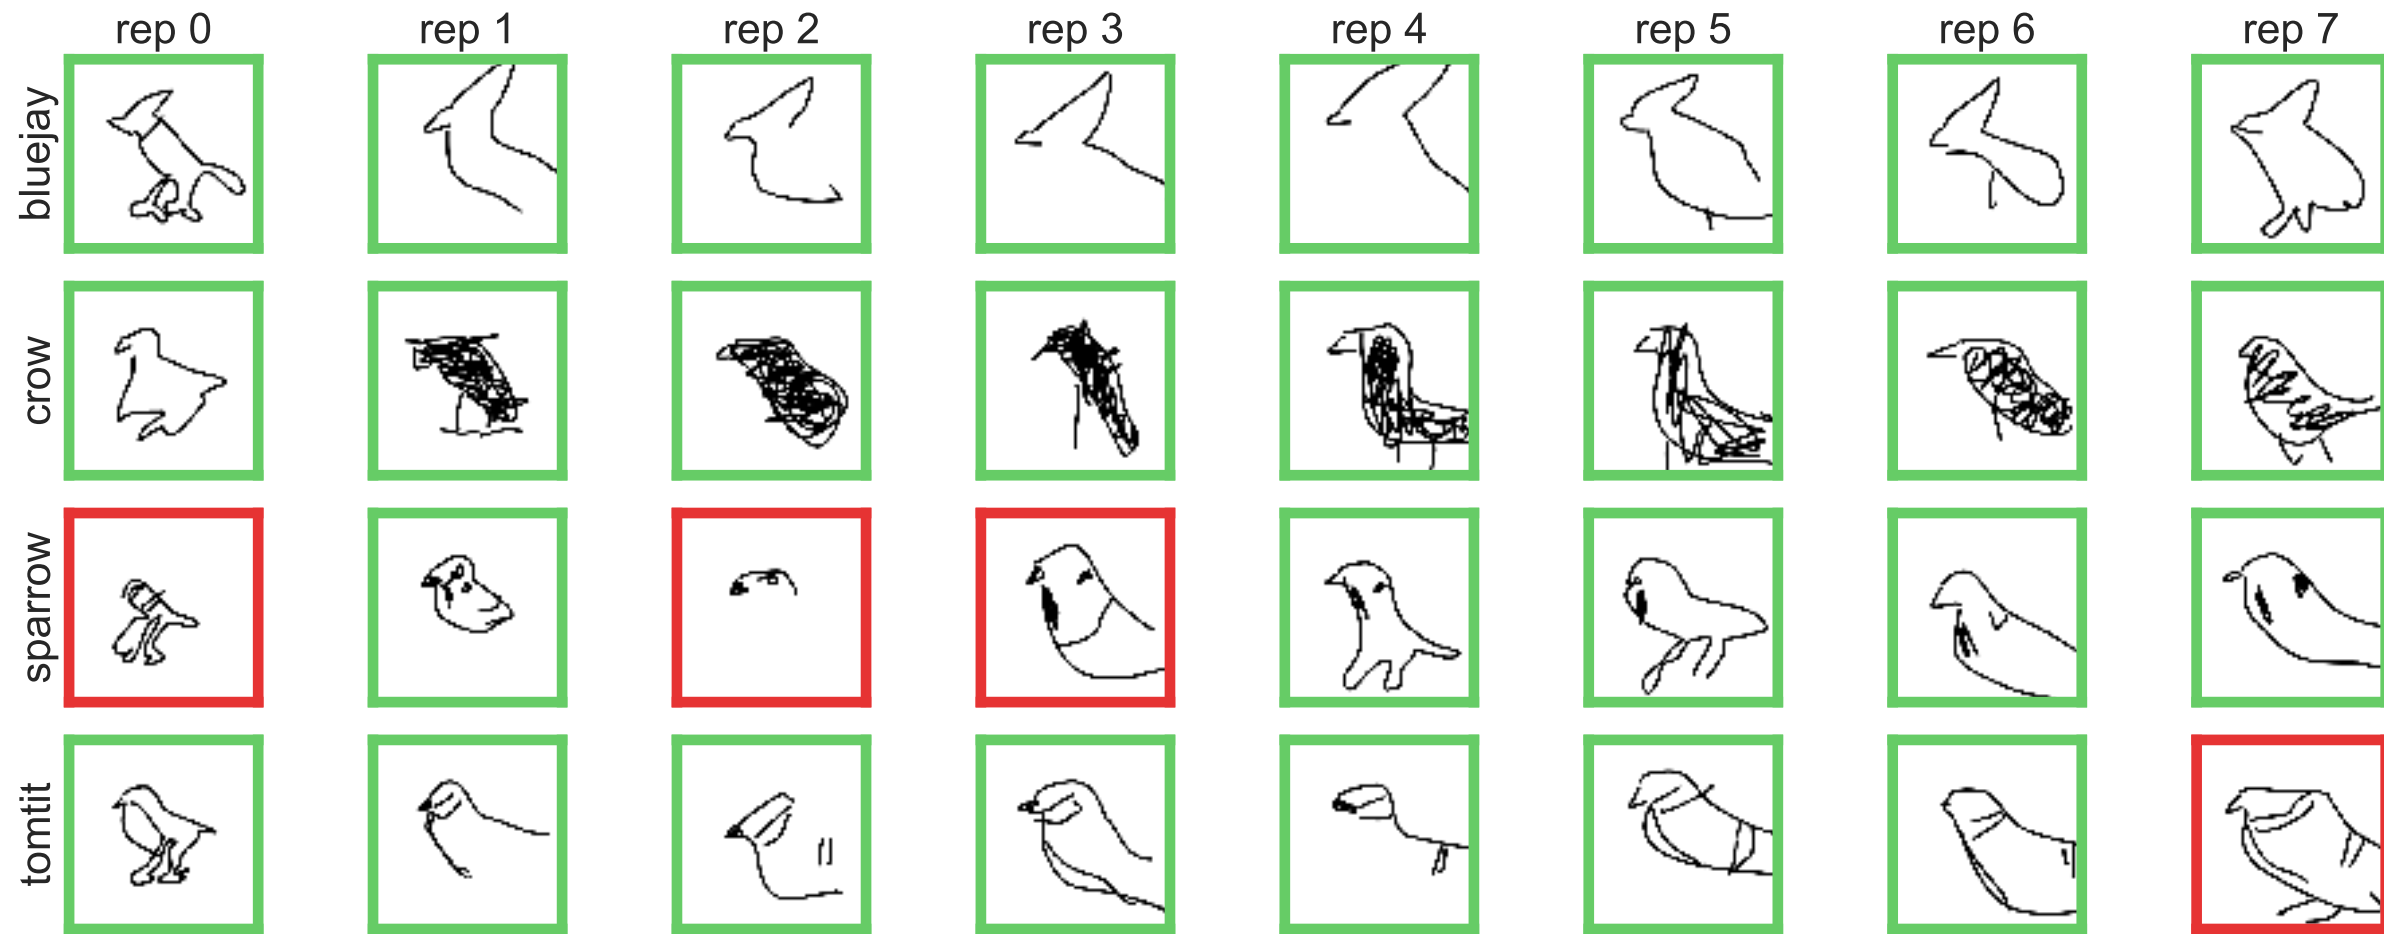 rep 0 rep 1 rep 2 rep 3 rep 4 rep 5 rep 6 rep 7
bluejay
crow
sparrow
tomtit